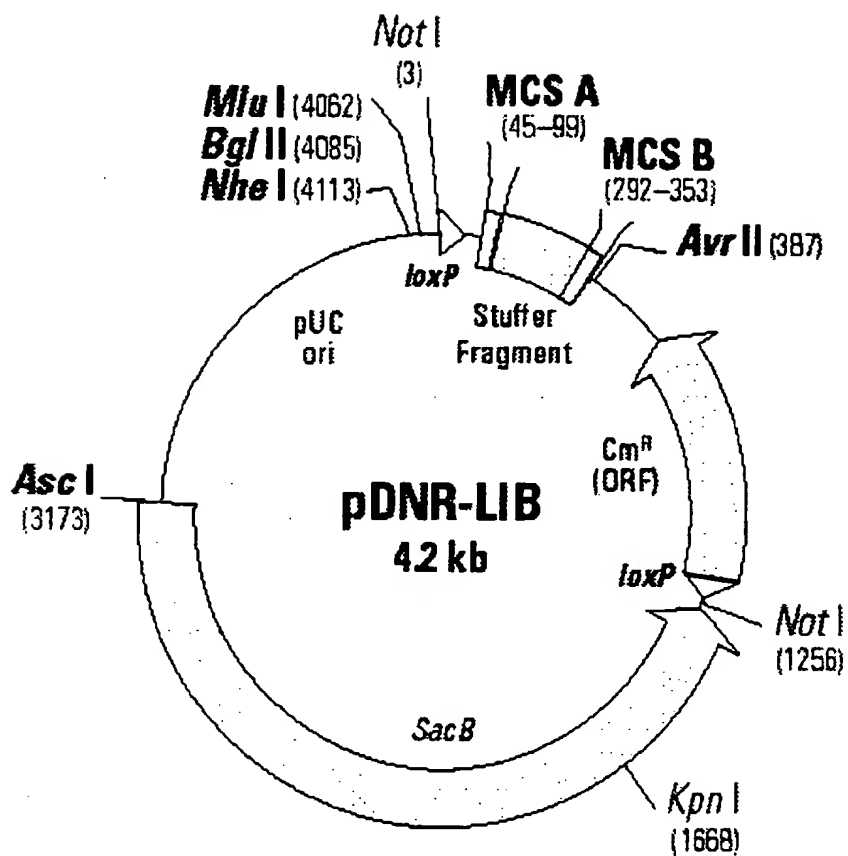 Not I
(3)
MCS A
(45–99)
Mlu I (4062)
Bgl II (4085)
Nhe I (4113)
MCS B
(292–353)
Avr II (387)
loxP
pUC
ori
Stuffer
Fragment
CmR
(ORF)
Asc I
(3173)
pDNR-LIB
4.2 kb
loxP
Not I
(1256)
SacB
Kpn I
(1668)